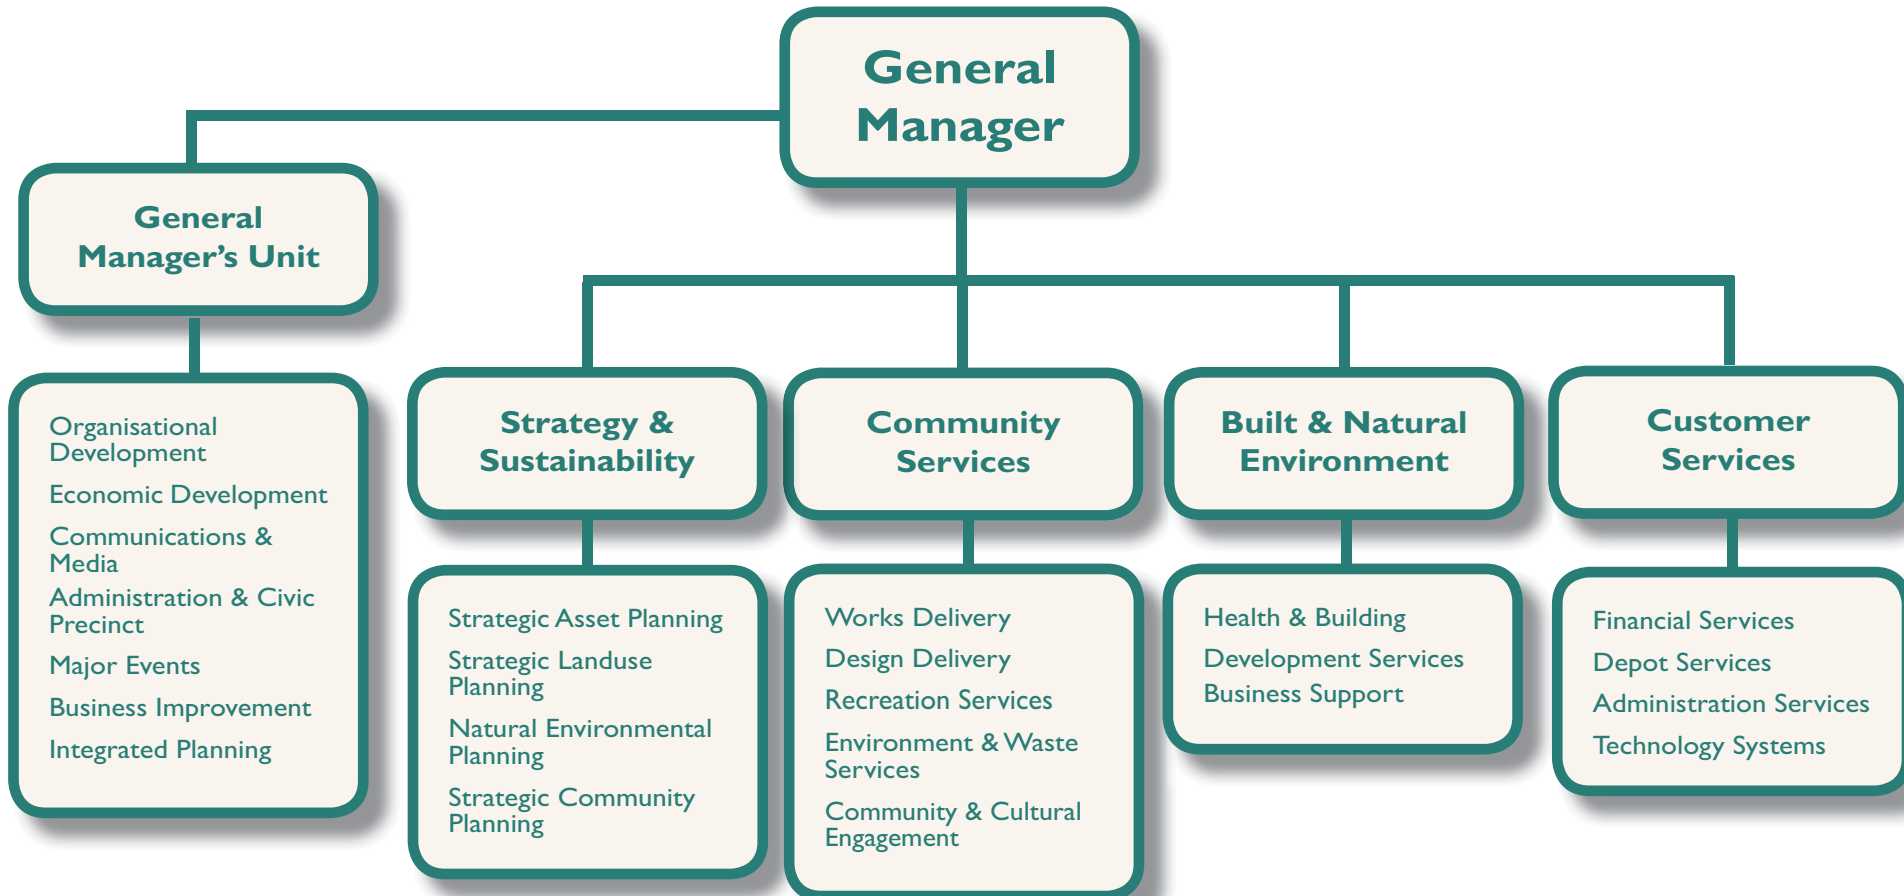 General
Manager
General
Manager’s Unit
Organisational
Development
Economic Development
Communications &
Media
Administration & Civic
Precinct
Major Events
Business Improvement
Integrated Planning
Strategy &
Sustainability
Strategic Asset Planning
Strategic Landuse
Planning
Natural Environmental
Planning
Strategic Community
Planning
Community
Services
Works Delivery
Design Delivery
Recreation Services
Environment & Waste
Services
Community & Cultural
Engagement
Built & Natural
Environment
Health & Building
Development Services
Business Support
Customer
Services
Financial Services
Depot Services
Administration Services
Technology Systems